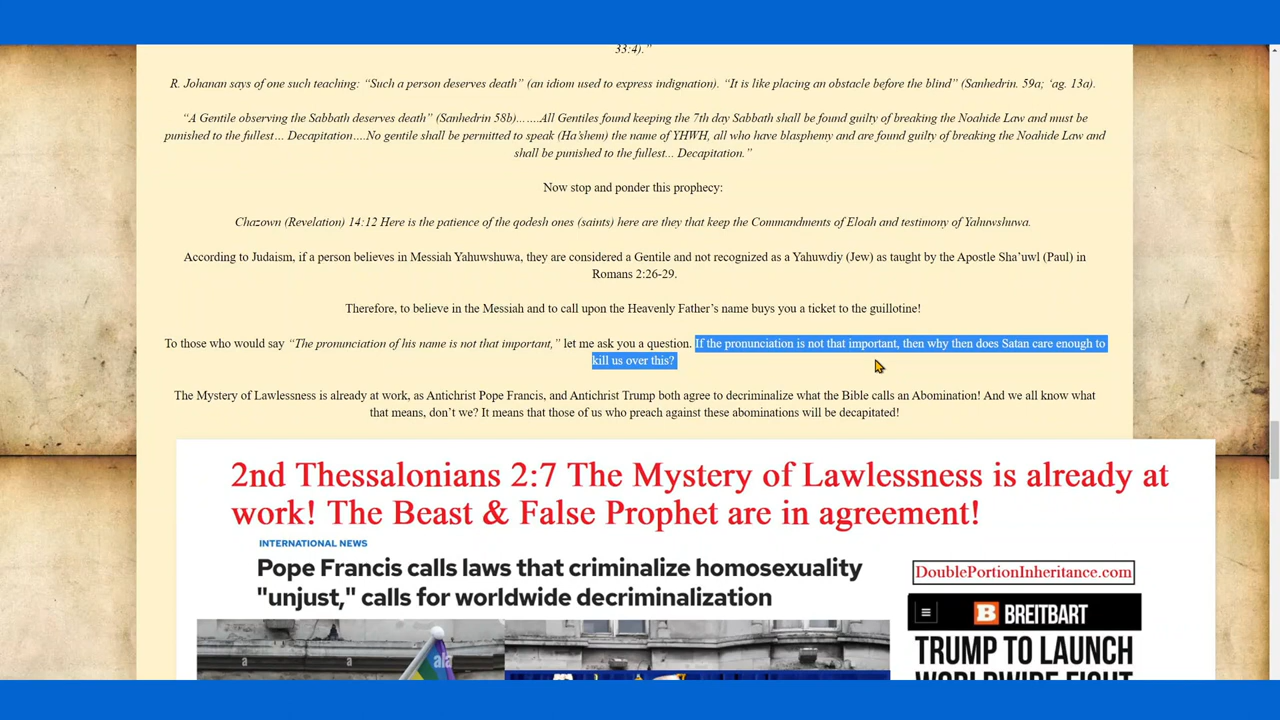 33:4).”
R. Johanan says of one such teaching: “Such a person deserves death” (an idiom used to express indignation). “It is like placing an obstacle before the blind” (Sanhedrin. 59a; ‘ag. 13a).
“A Gentile observing the Sabbath deserves death” (Sanhedrin 58b)…….All Gentiles found keeping the 7th day Sabbath shall be found guilty of breaking the Noahide Law and must be
punished to the fullest… Decapitation….No gentile shall be permitted to speak (Ha’shem) the name of YHWH, all who have blasphemy and are found guilty of breaking the Noahide Law and
shall be punished to the fullest... Decapitation.”
Now stop and ponder this prophecy:
Chazown (Revelation) 14:12 Here is the patience of the qodesh ones (saints) here are they that keep the Commandments of Eloah and testimony of Yahuwshuwa.
According to Judaism, if a person believes in Messiah Yahuwshuwa, they are considered a Gentile and not recognized as a Yahuwdiy (Jew) as taught by the Apostle Sha’uwl (Paul) in
Romans 2:26-29.
Therefore, to believe in the Messiah and to call upon the Heavenly Father’s name buys you a ticket to the guillotine!
To those who would say “The pronunciation of his name is not that important,” let me ask you a question. If the pronunciation is not that important, then why then does Satan care enough to
kill us over this?
The Mystery of Lawlessness is already at work, as Antichrist Pope Francis, and Antichrist Trump both agree to decriminalize what the Bible calls an Abomination! And we all know what
that means, don’t we? It means that those of us who preach against these abominations will be decapitated!
2nd Thessalonians 2:7 The Mystery of Lawlessness is already at
work! The Beast & False Prophet are in agreement!
INTERNATIONAL NEWS
Pope Francis calls laws that criminalize homosexuality
"unjust," calls for worldwide decriminalization
DoublePortionInheritance.com
B BREITBART
TRUMP TO LAUNCH
WORLDWIDE FIGHT